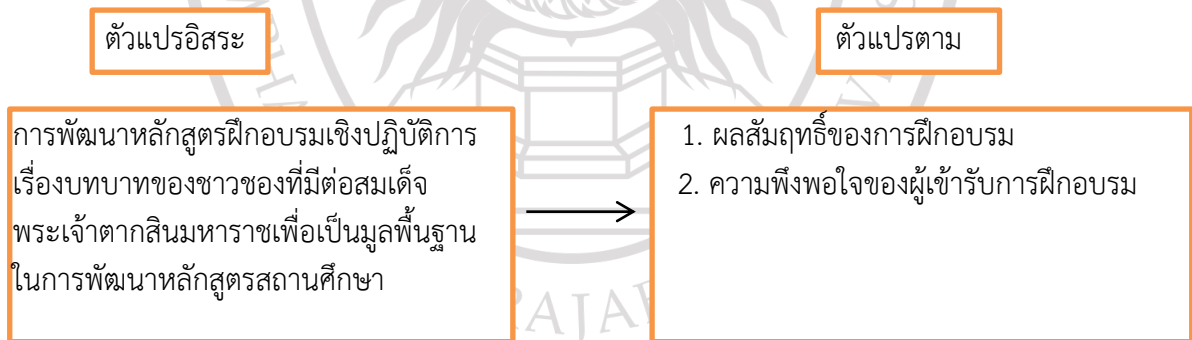 ตัวแปรอิสระ
ตัวแปรตาม
การพัฒนาหลักสูตรฝึกอบรมเชิงปฏิบัติการ
เรื่องบทบาทของชาวชองที่มีต่อสมเด็จ
พระเจ้าตากสินมหาราชเพื่อเป็นมูลพื้นฐาน
ในการพัฒนาหลักสูตรสถานศึกษา
1. ผลสัมฤทธิ์ของการฝึกอบรม
2. ความพึงพอใจของผู้เข้ารับการฝึกอบรม